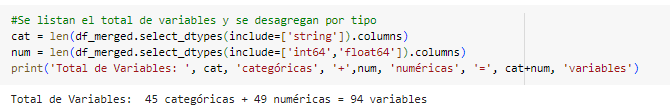 #Se listan el total de variables y se desagregan por tipo
cat = len(df_merged.select_dtypes(include=['string']).columns)
num = len(df_merged.select_dtypes(include=['int64','float64']).columns)
print('Total de Variables: ', cat, 'categóricas', '+',num, 'numéricas', '=', cat+num, 'variables')
Total de Variables:  45 categóricas + 49 numéricas = 94 variables